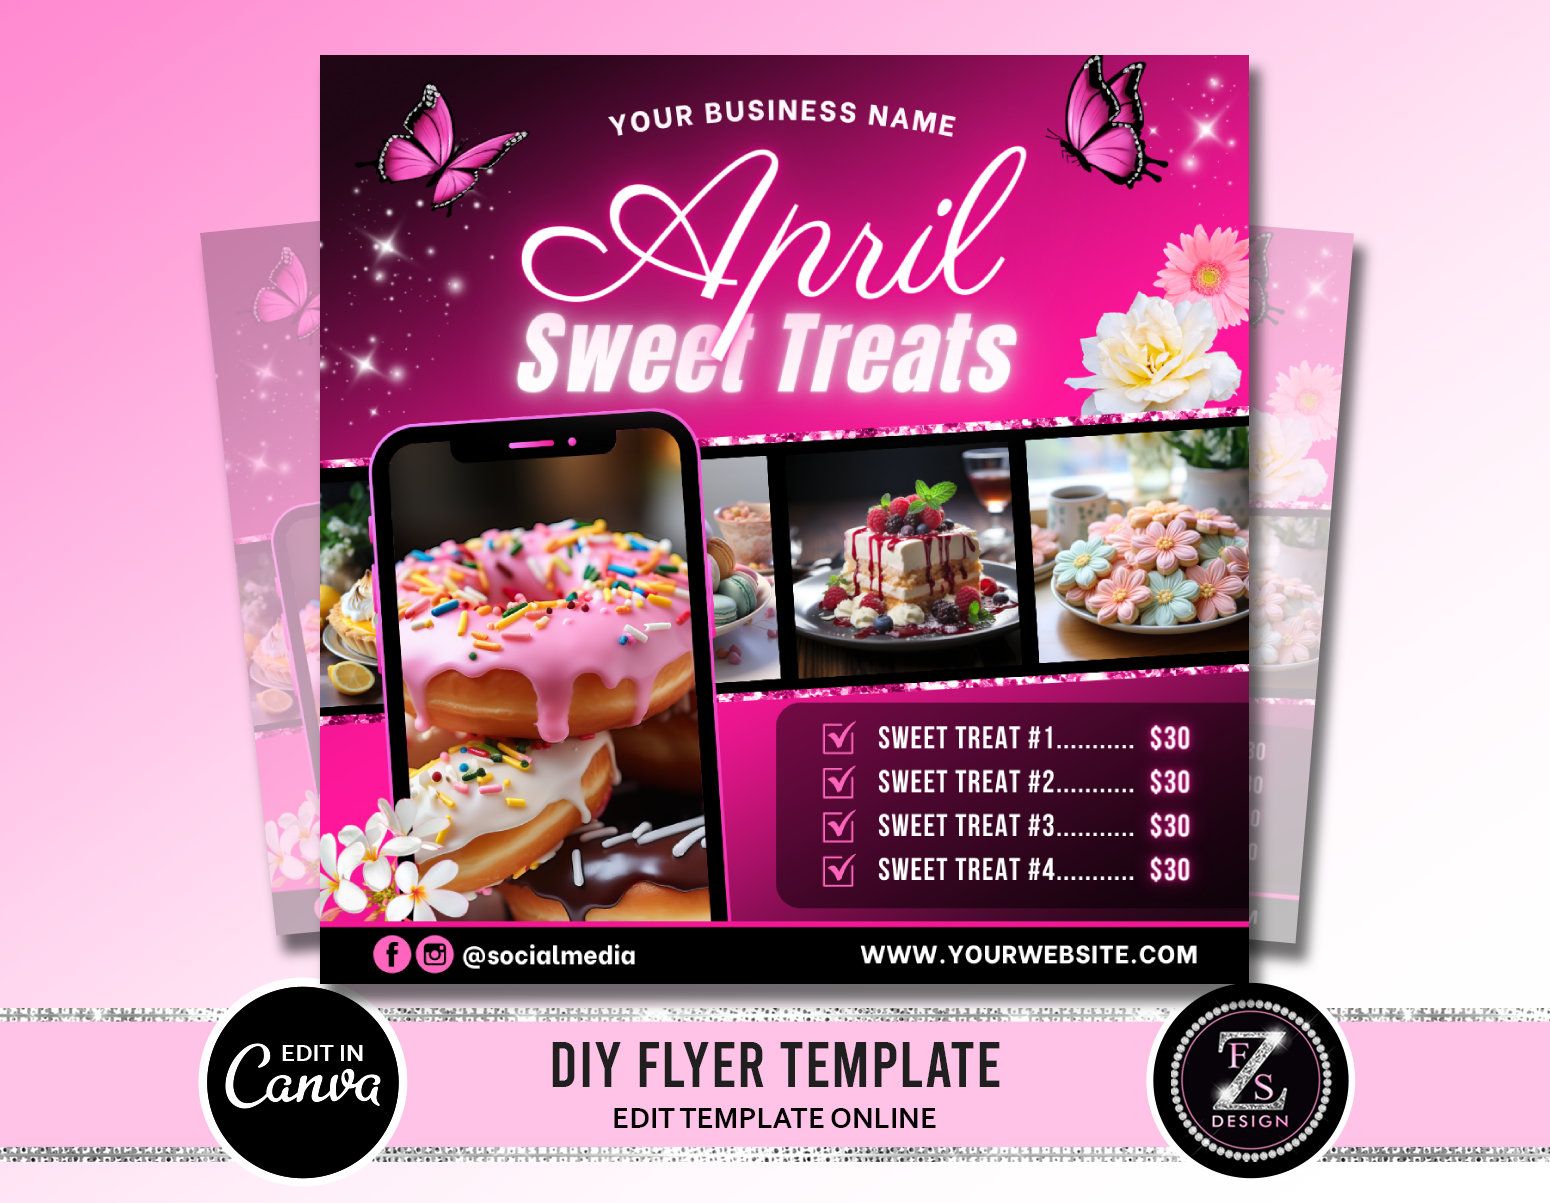 YOUR BUSINESS NAME
April
Sweet Treats
SWEET TREAT #1........... $30
SWEET TREAT #2........... $30
SWEET TREAT #3........... $30
SWEET TREAT #4........... $30
@socialmedia
WWW.YOURWEBSITE.COM
EDIT IN
Canva
DIY FLYER TEMPLATE
EDIT TEMPLATE ONLINE
FZS
DESIGN